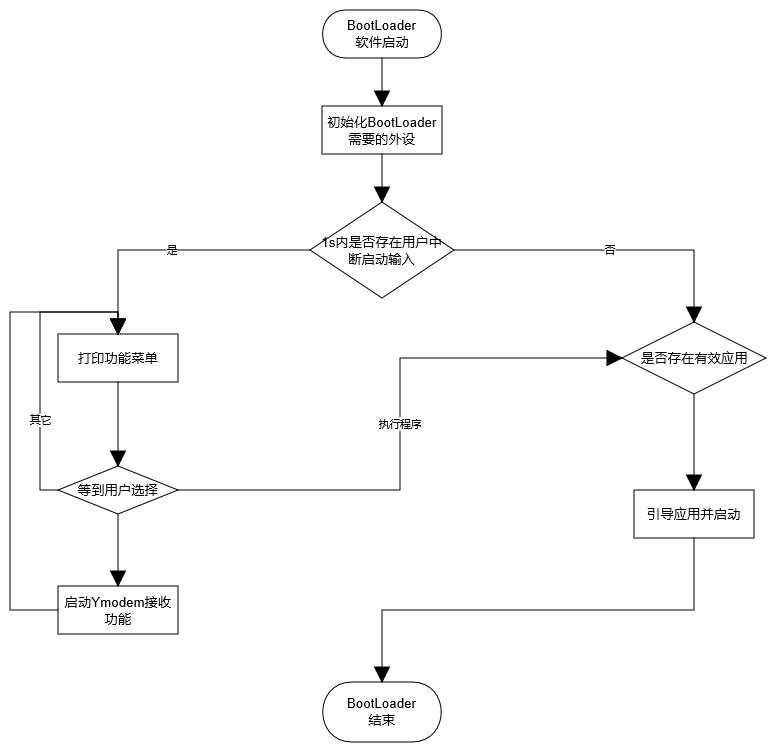 BootLoader
软件启动
初始化BootLoader
需要的外设
1s内是否存在用户中
断启动输入
是
否
打印功能菜单
是否存在有效应用
其它
执行程序
等到用户选择
引导应用并启动
启动Ymodem接收
功能
BootLoader
结束